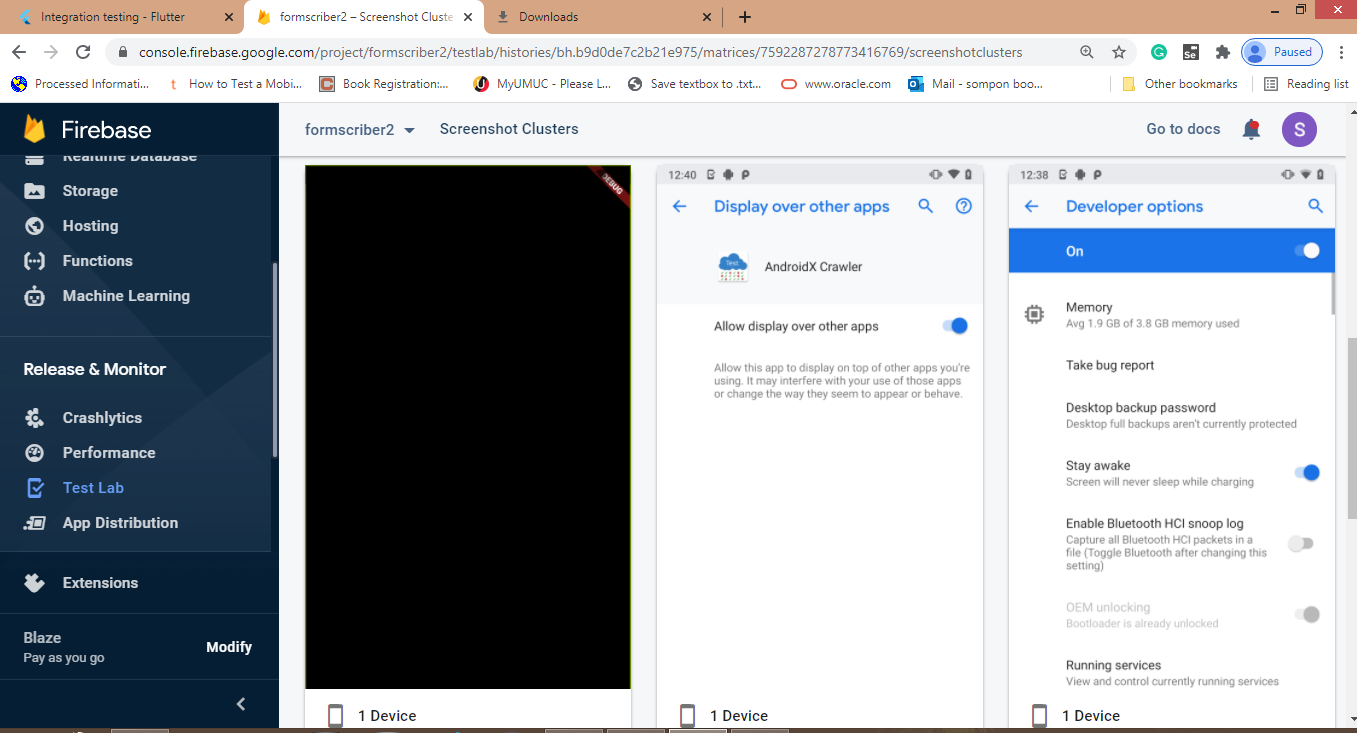 Integration testing - Flutter
formscriber2 – Screenshot Cluste
Downloads
console.firebase.google.com/project/formscriber2/testlab/histories/bh.b9d0de7c2b21e975/matrices/7592287278773416769/screenshotclusters
Se
Paused
Processed Informati...
t How to Test a Mobi...
Book Registration:...
MyUMUC - Please L...
Save textbox to .txt...
www.oracle.com
Mail - sompon boo...
Other bookmarks
Reading list
Firebase
formscriber2
Screenshot Clusters
Go to docs
S
Realtime Database
Storage
Hosting
Functions
Machine Learning
Release & Monitor
Crashlytics
Performance
Test Lab
App Distribution
Extensions
Blaze
Pay as you go
Modify
DEBUG
1 Device
12:40
Display over other apps
Test
AndroidX Crawler
Allow display over other apps
Allow this app to display on top of other apps you're
using. It may interfere with your use of those apps
or change the way they seem to appear or behave.
1 Device
12:38
Developer options
On
Memory
Avg 1.9 GB of 3.8 GB memory used
Take bug report
Desktop backup password
Desktop full backups aren't currently protected
Stay awake
Screen will never sleep while charging
Enable Bluetooth HCI snoop log
Capture all Bluetooth HCI packets in a
file (Toggle Bluetooth after changing this
setting)
OEM unlocking
Bootloader is already unlocked
Running services
View and control currently running services
1 Device